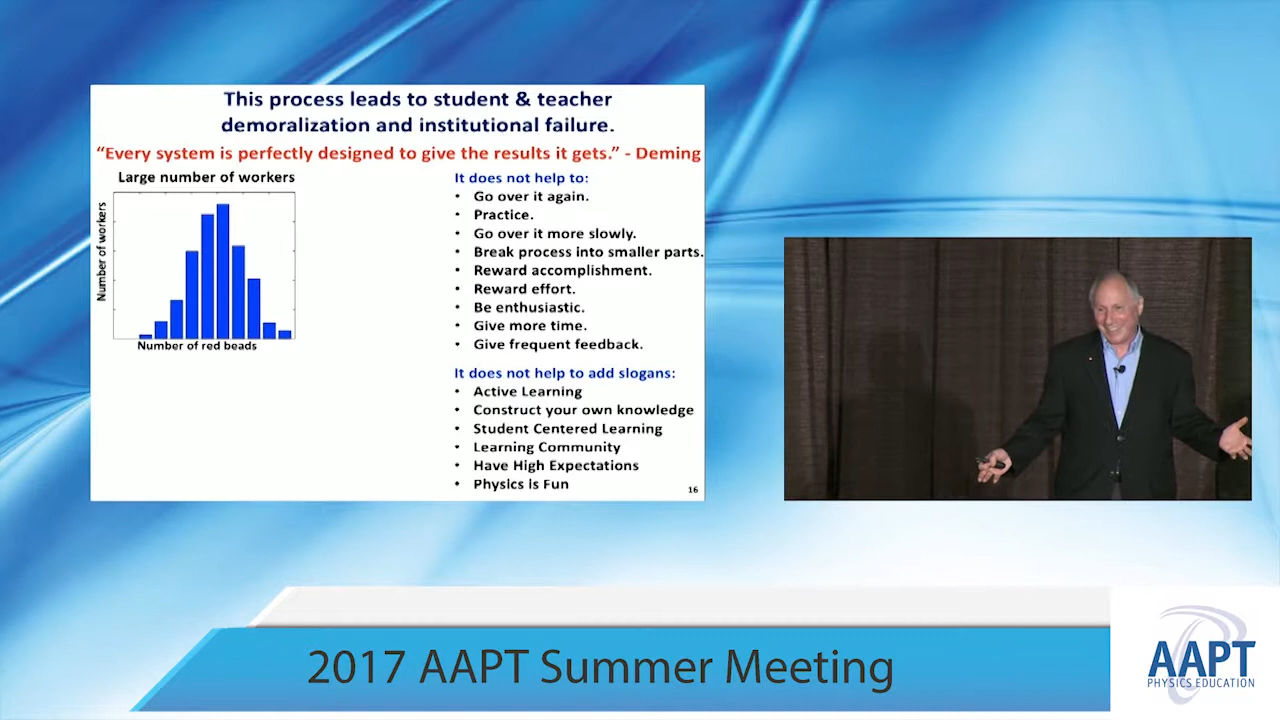 This process leads to student & teacher
demoralization and institutional failure.
“Every system is perfectly designed to give the results it gets.” - Deming
Large number of workers
Number of workers
Number of red beads
It does not help to:
• Go over it again.
• Practice.
• Go over it more slowly.
• Break process into smaller parts.
• Reward accomplishment.
• Reward effort.
• Be enthusiastic.
• Give more time.
• Give frequent feedback.
It does not help to add slogans:
• Active Learning
• Construct your own knowledge
• Student Centered Learning
• Learning Community
• Have High Expectations
• Physics is Fun
16
2017 AAPT Summer Meeting
AAPT
PHYSICS EDUCATION